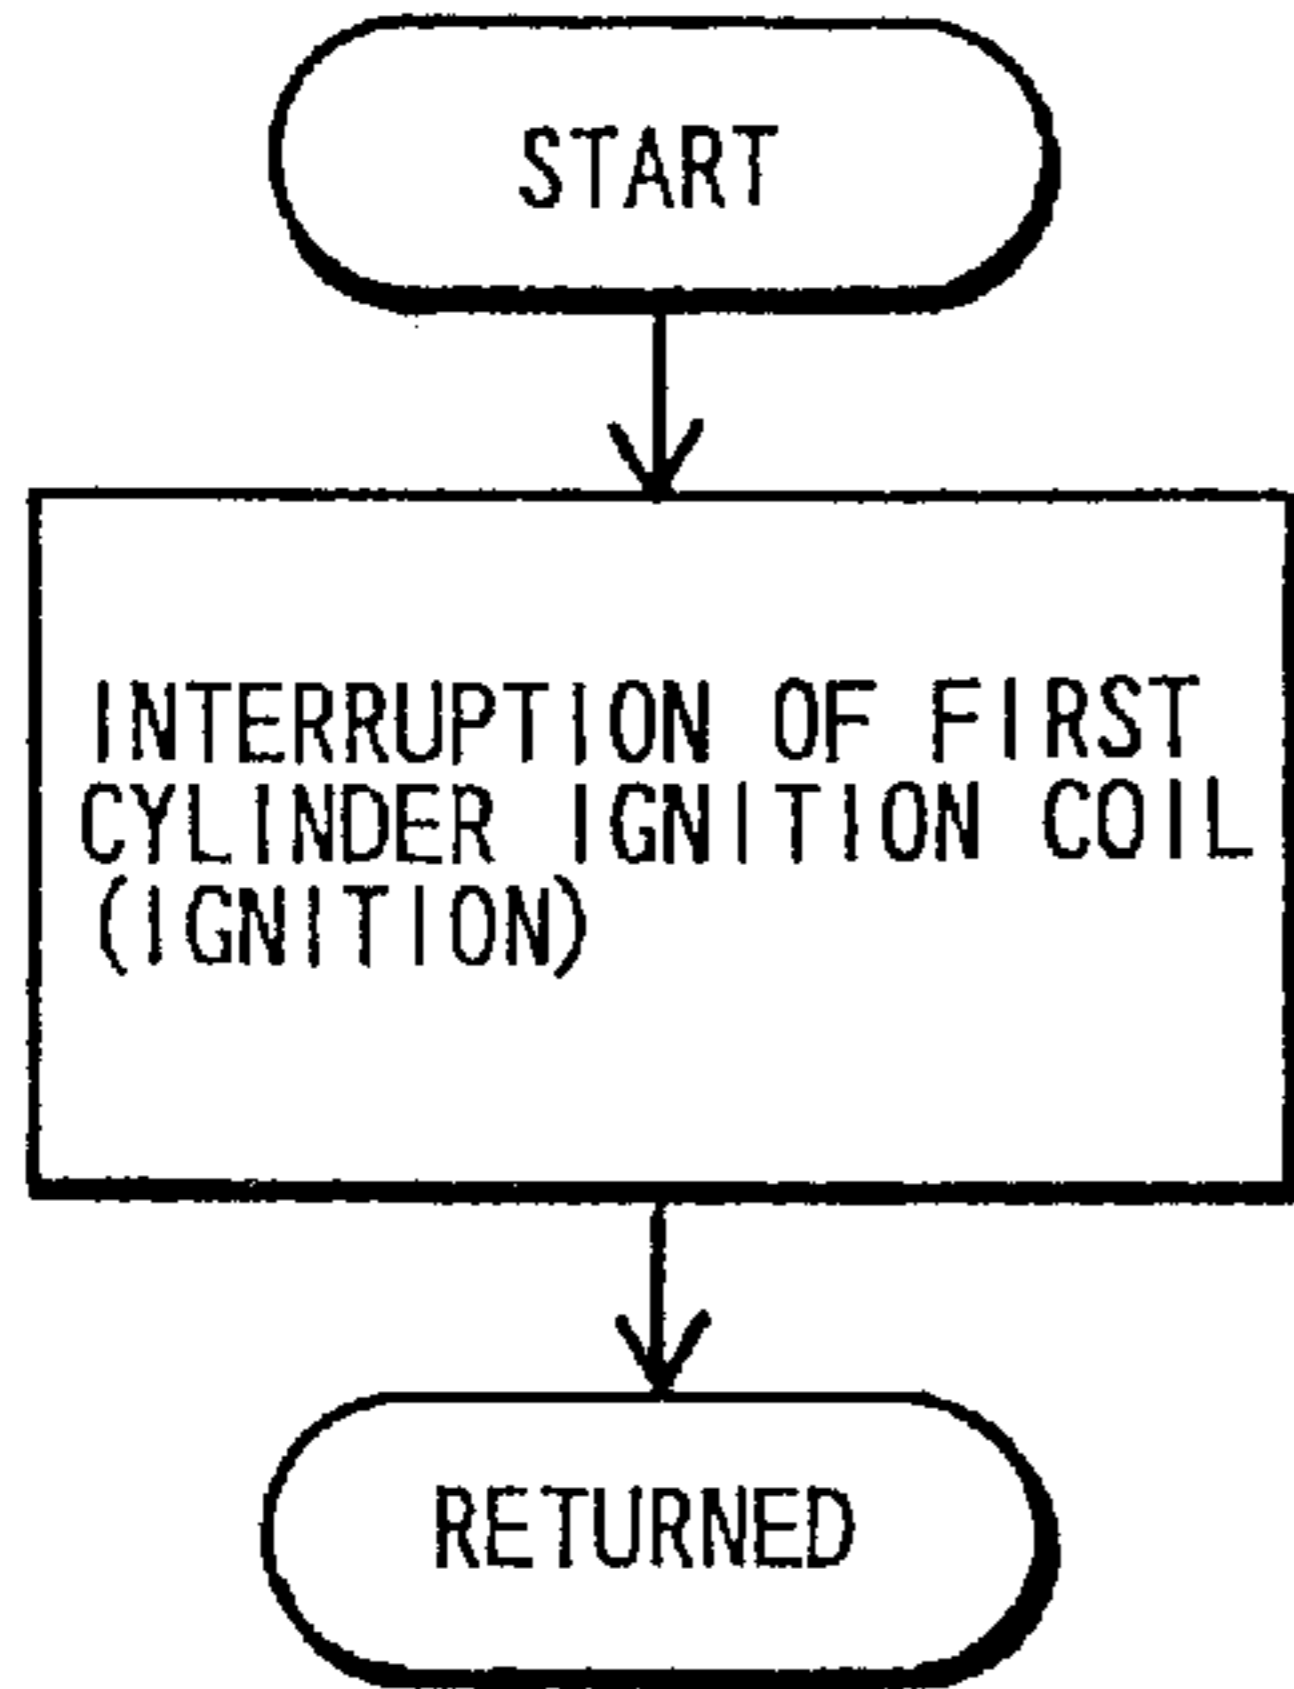 START
INTERRUPTION OF FIRST
CYLINDER IGNITION COIL
(IGNITION)
RETURNED